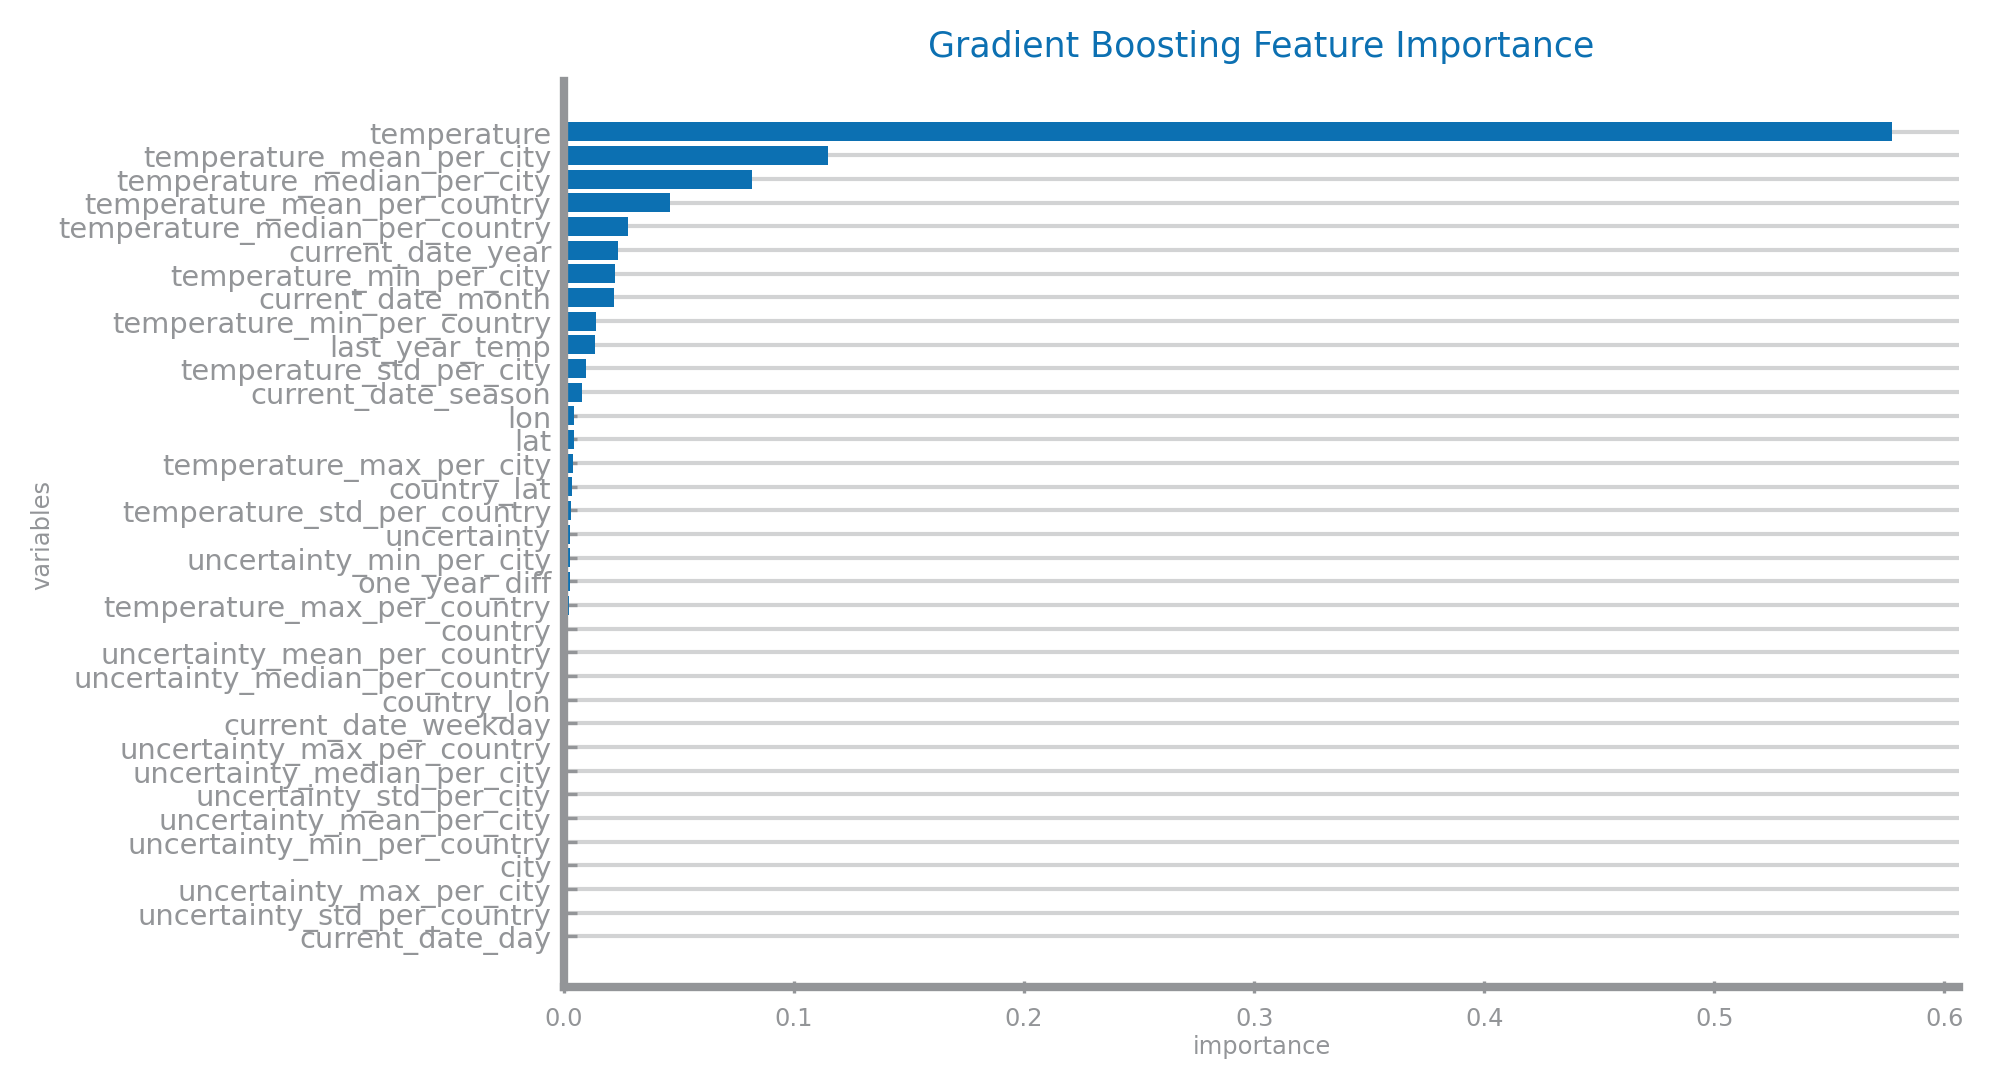 Gradient Boosting Feature Importance
temperature
temperature_mean_per_city
temperature_median_per_city
temperature_mean_per_country
temperature_median_per_country
current_date_year
temperature_min_per_city
current_date_month
temperature_min_per_country
last_year_temp
temperature_std_per_city
current_date_season
lon
lat
temperature_max_per_city
country_lat
temperature_std_per_country
uncertainty
uncertainty_min_per_city
one_year_diff
temperature_max_per_country
country
uncertainty_mean_per_country
uncertainty_median_per_country
country_lon
current_date_weekday
uncertainty_max_per_country
uncertainty_median_per_city
uncertainty_std_per_city
uncertainty_mean_per_city
uncertainty_min_per_country
city
uncertainty_max_per_city
uncertainty_std_per_country
current_date_day
variables
0.0 0.1 0.2 0.3 0.4 0.5 0.6
importance